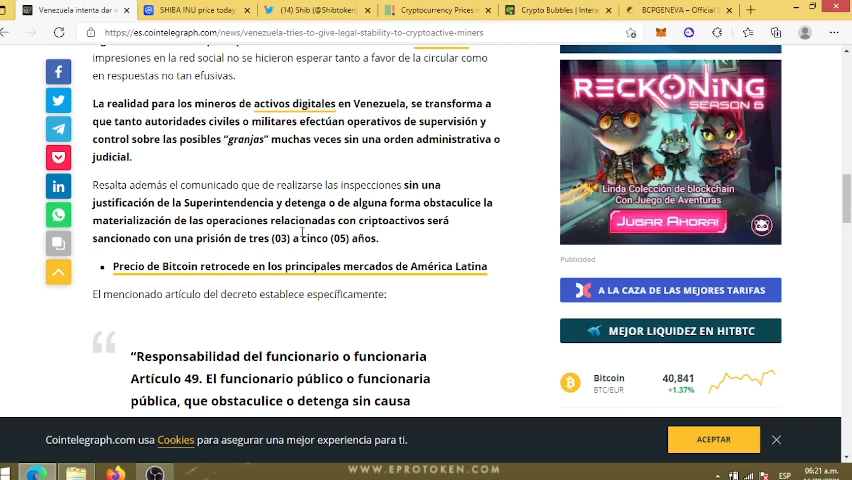 Venezuela intenta dar e
SHIBA INU price today
(14) Shib (@Shibtoken)
Cryptocurrency Prices
Crypto Bubbles | Intera
BCPGENEVA – Official S
https://es.cointelegraph.com/news/venezuela-tries-to-give-legal-stability-to-cryptoactive-miners
impresiones en la red social no se hicieron esperar tanto a favor de la circular como
en respuestas no tan efusivas.
La realidad para los mineros de activos digitales en Venezuela, se transforma a
que tanto autoridades civiles o militares efectúan operativos de supervisión y
control sobre las posibles “granjas” muchas veces sin una orden administrativa o
judicial.
Resalta además el comunicado que de realizarse las inspecciones sin una
justificación de la Superintendencia y detenga o de alguna forma obstaculice la
materialización de las operaciones relacionadas con criptoactivos será
sancionado con una prisión de tres (03) a cinco (05) años.
• Precio de Bitcoin retrocede en los principales mercados de América Latina
El mencionado artículo del decreto establece específicamente:
“Responsabilidad del funcionario o funcionaria
Artículo 49. El funcionario público o funcionaria
pública, que obstaculice o detenga sin causa
RECKONING
SEASON 6
Linda Colección de blockchain
Con Juego de Aventuras
JUGAR AHORA!
Publicidad
A LA CAZA DE LAS MEJORES TARIFAS
MEJOR LIQUIDEZ EN HITBTC
Bitcoin 40,841
BTC/EUR +1.37%
Cointelegraph.com usa Cookies para asegurar una mejor experiencia para ti.
ACEPTAR
WWW.EPROTOKEN.COM
ESP
06:21 a.m.